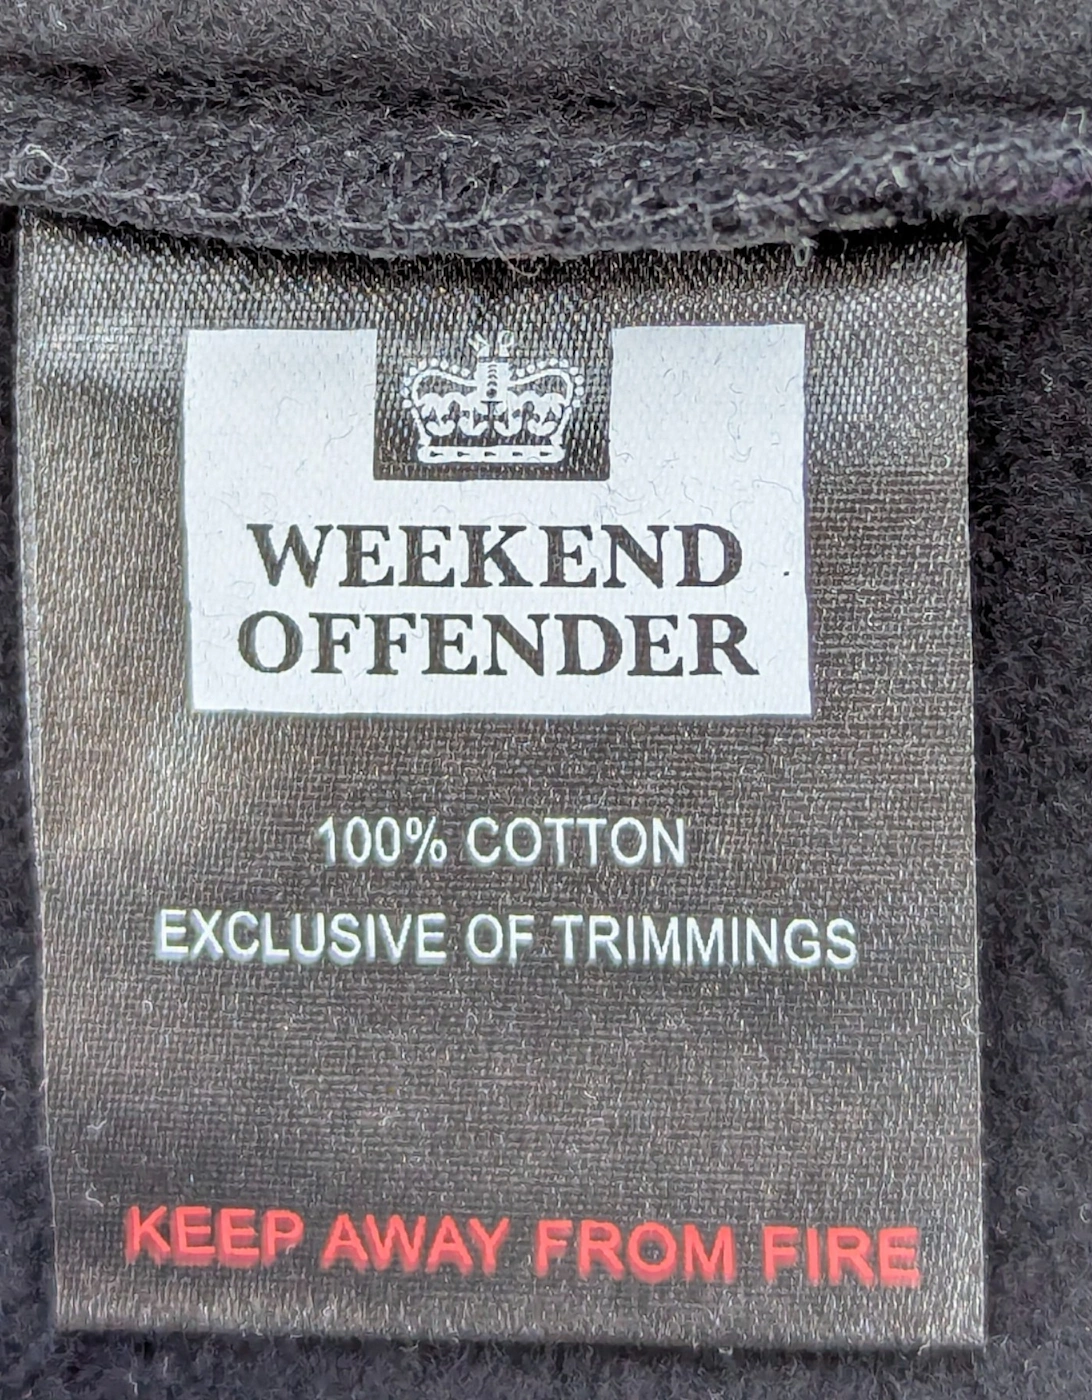 WEEKEND
OFFENDER
100% COTTON
EXCLUSIVE OF TRIMMINGS
KEEP AWAY FROM FIRE